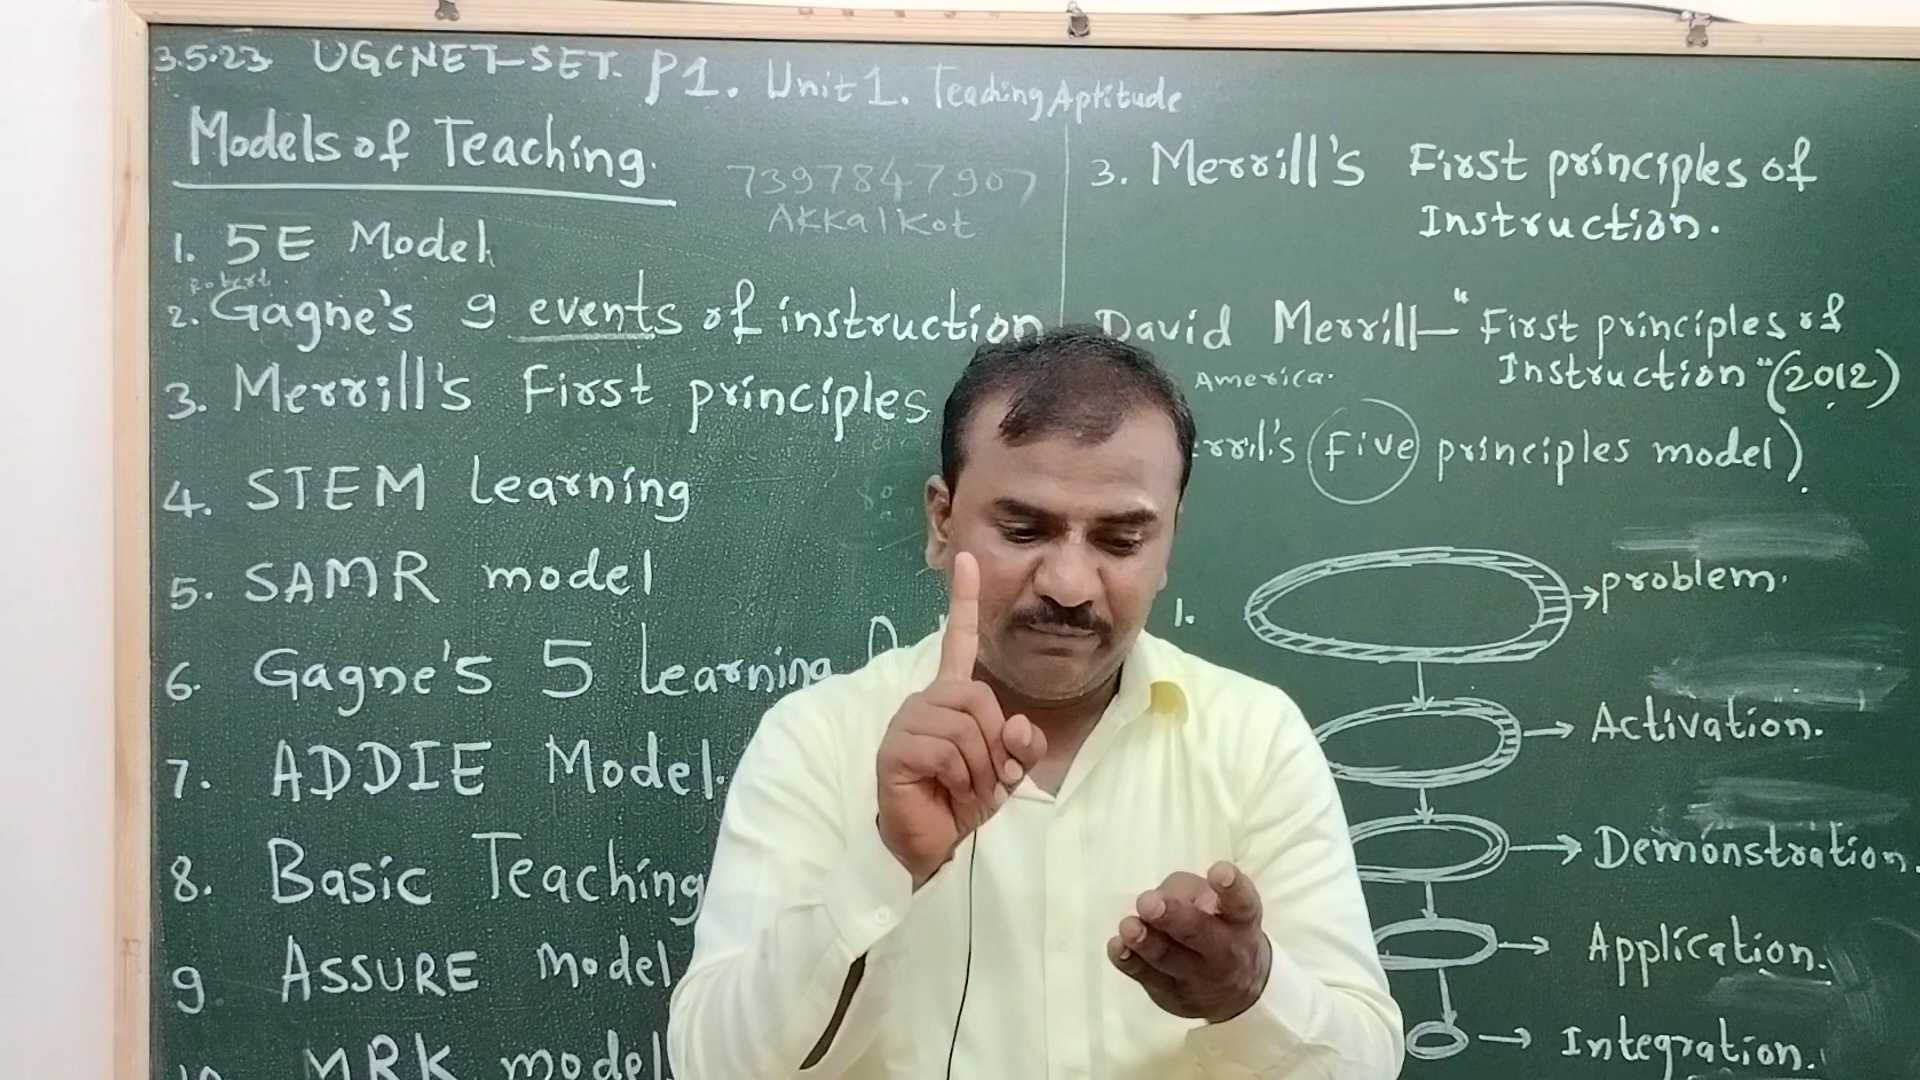 3.5.23 UGCNET-SET. P1. Unit 1. Teaching Aptitude
Models of Teaching.
7397847907
AKKalKot
1. 5E Model
Robert.
2. Gagne's 9 events of instruction
3. Merrill's First principles
4. STEM Learning
5. SAMR model
6. Gagne's 5 learning
7. ADDIE Model.
8. Basic Teaching
9. ASSURE Model
10. MRK model
3. Merrill's First principles of
Instruction.
David Merrill— "First principles of
Instruction" (2012)
America.
Five principles model).
1.
problem.
Activation.
Demonstration.
Application.
Integration.